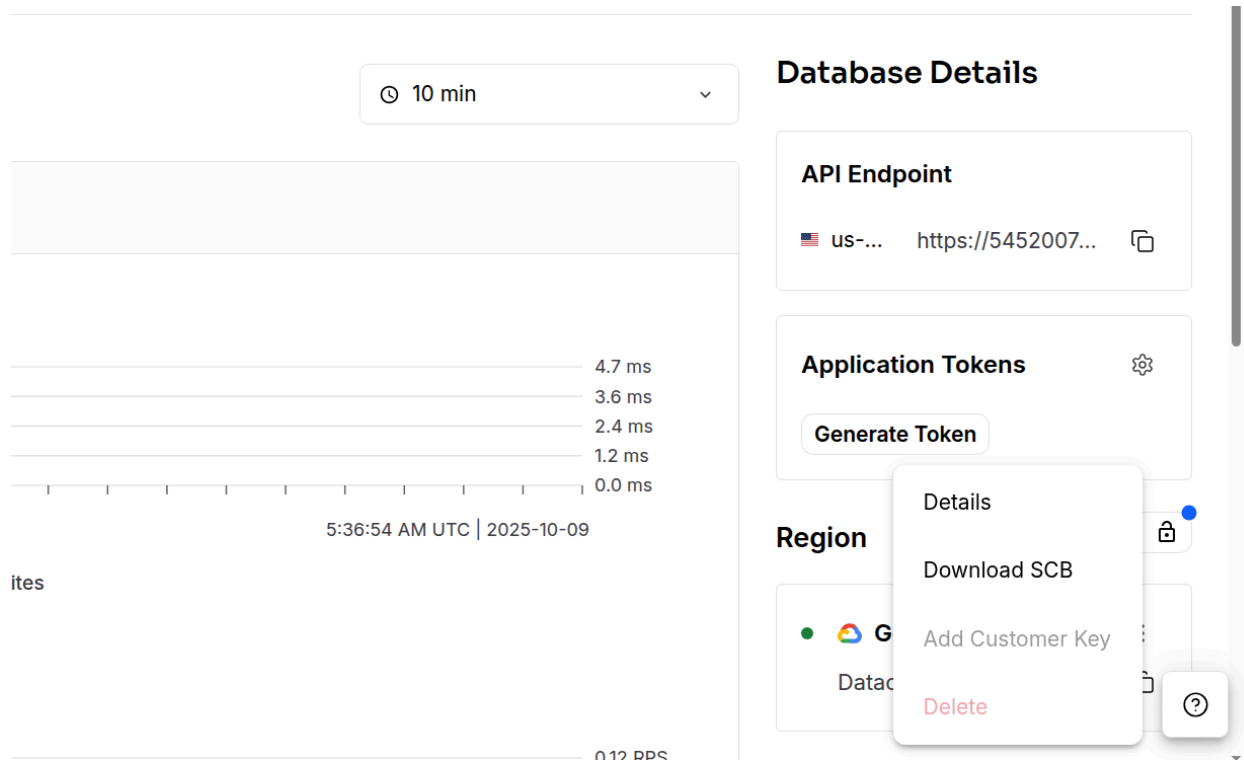 10 min
4.7 ms
3.6 ms
2.4 ms
1.2 ms
0.0 ms
5:36:54 AM UTC | 2025-10-09
ites
0.12 RPS
Database Details
API Endpoint
us-... https://5452007...
Application Tokens
Generate Token
Region
G
Datac
Details
Download SCB
Add Customer Key
Delete